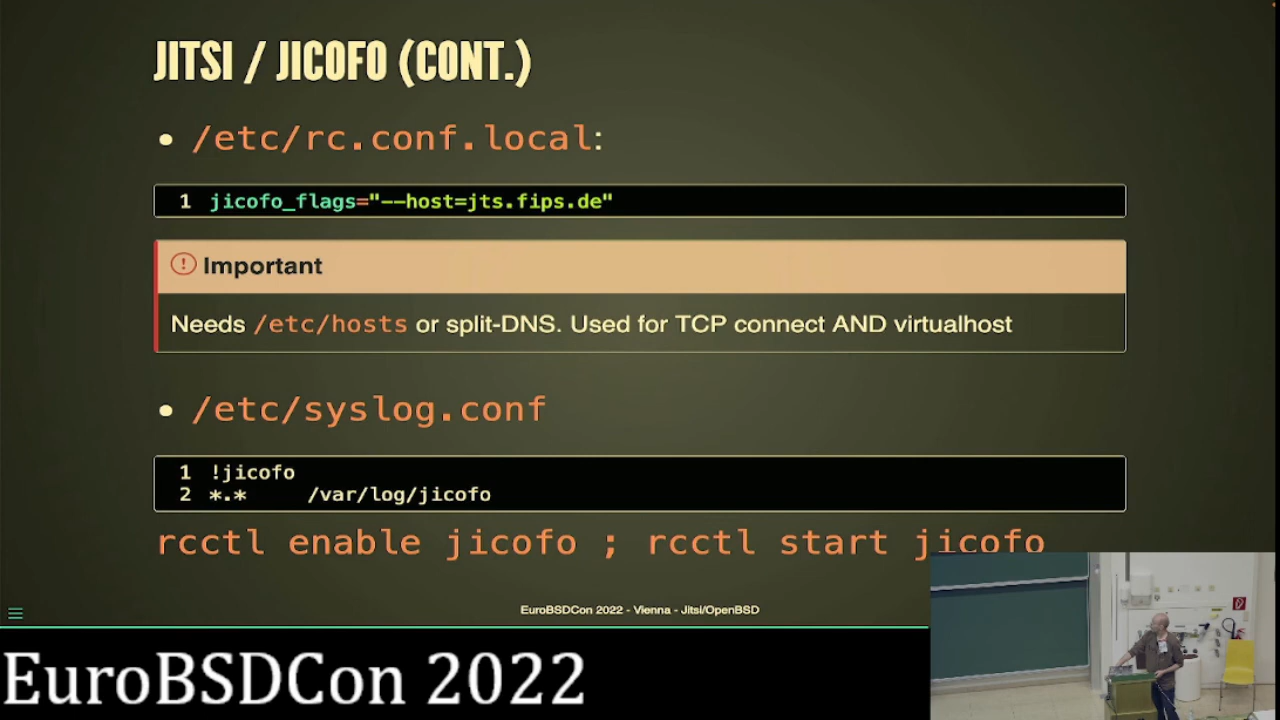 JITSI / JICOFO (CONT.)
• /etc/rc.conf.local:
1 jicofo_flags="--host=jts.fips.de"
Important
Needs /etc/hosts or split-DNS. Used for TCP connect AND virtualhost
• /etc/syslog.conf
1 !jicofo
2 *.* /var/log/jicofo
rcctl enable jicofo ; rcctl start jicofo
EuroBSDCon 2022 - Vienna - Jitsi/OpenBSD
EuroBSDCon 2022